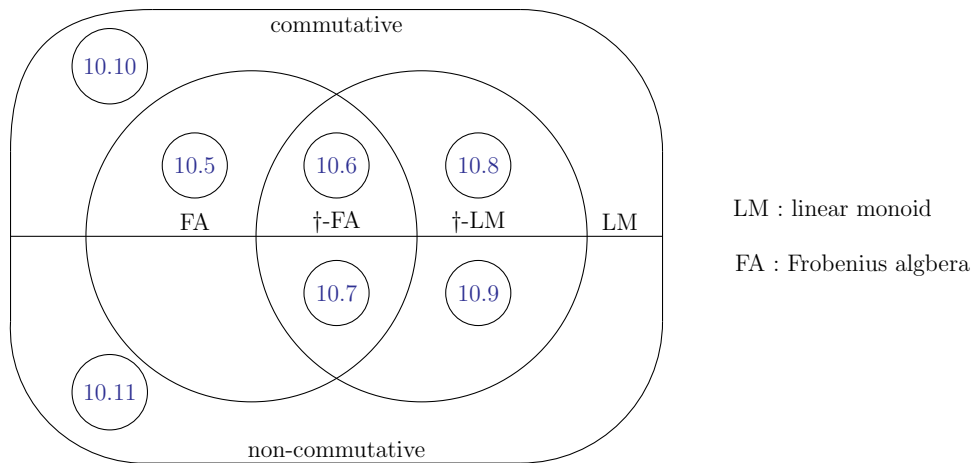 commutative
10.10
10.5
10.6
10.8
FA
†-FA
†-LM
LM
10.7
10.9
10.11
non-commutative
LM : linear monoid
FA : Frobenius algbera